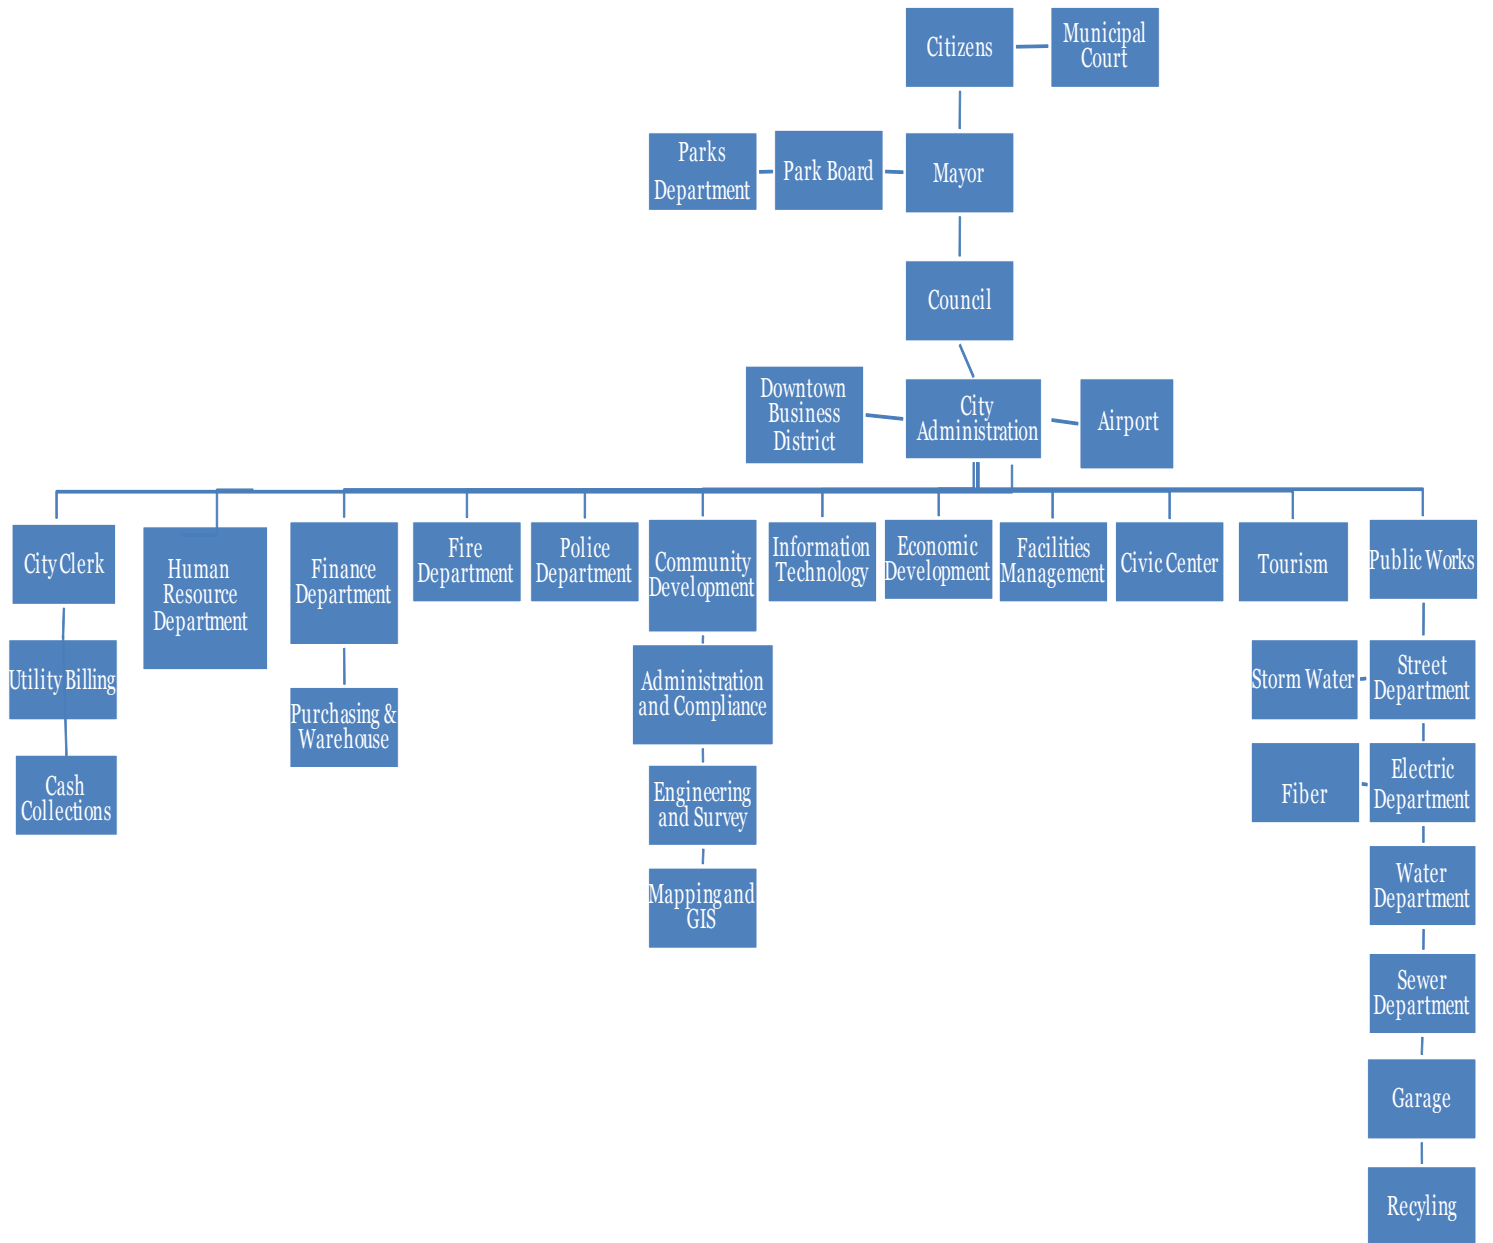 Citizens
Municipal
Court
Parks
Department
Park Board
Mayor
Council
Downtown
Business
District
City
Administration
Airport
City Clerk
Human
Resource
Department
Finance
Department
Fire
Department
Police
Department
Community
Development
Information
Technology
Economic
Development
Facilities
Management
Civic Center
Tourism
Public Works
Utility Billing
Cash
Collections
Purchasing &
Warehouse
Administration
and Compliance
Engineering
and Survey
Mapping and
GIS
Storm Water
Street
Department
Fiber
Electric
Department
Water
Department
Sewer
Department
Garage
Recyling